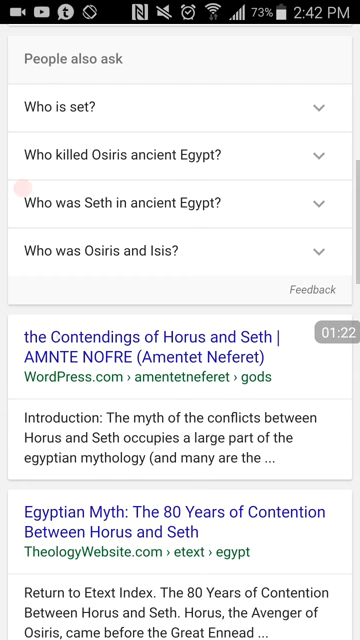 73% 2:42 PM
People also ask
Who is set?
Who killed Osiris ancient Egypt?
Who was Seth in ancient Egypt?
Who was Osiris and Isis?
Feedback
01:22
the Contendings of Horus and Seth |
AMNTE NOFRE (Amentet Neferet)
WordPress.com › amentetneferet › gods
Introduction: The myth of the conflicts between
Horus and Seth occupies a large part of the
egyptian mythology (and many are the ...
Egyptian Myth: The 80 Years of Contention
Between Horus and Seth
TheologyWebsite.com › etext › egypt
Return to Etext Index. The 80 Years of Contention
Between Horus and Seth. Horus, the Avenger of
Osiris, came before the Great Ennead ...